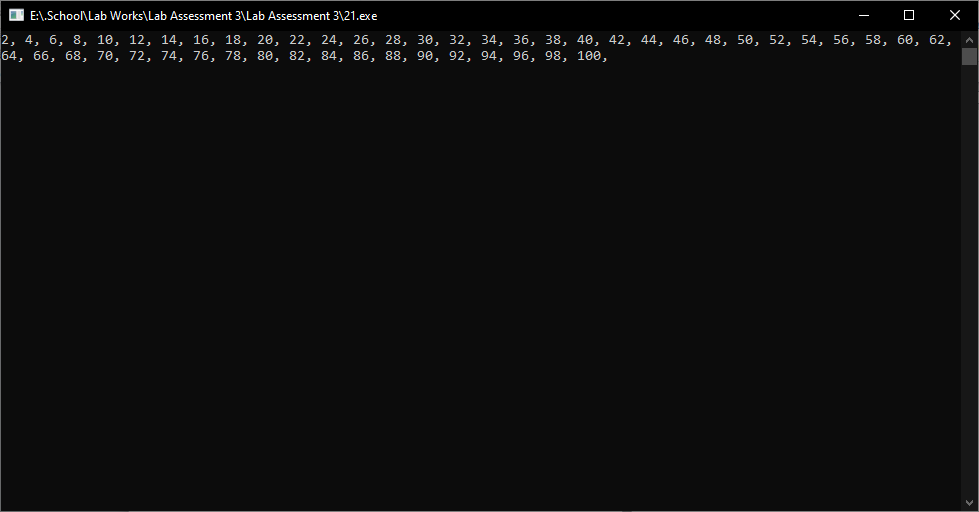 E:\.School\Lab Works\Lab Assessment 3\Lab Assessment 3\21.exe
2, 4, 6, 8, 10, 12, 14, 16, 18, 20, 22, 24, 26, 28, 30, 32, 34, 36, 38, 40, 42, 44, 46, 48, 50, 52, 54, 56, 58, 60, 62,
64, 66, 68, 70, 72, 74, 76, 78, 80, 82, 84, 86, 88, 90, 92, 94, 96, 98, 100,